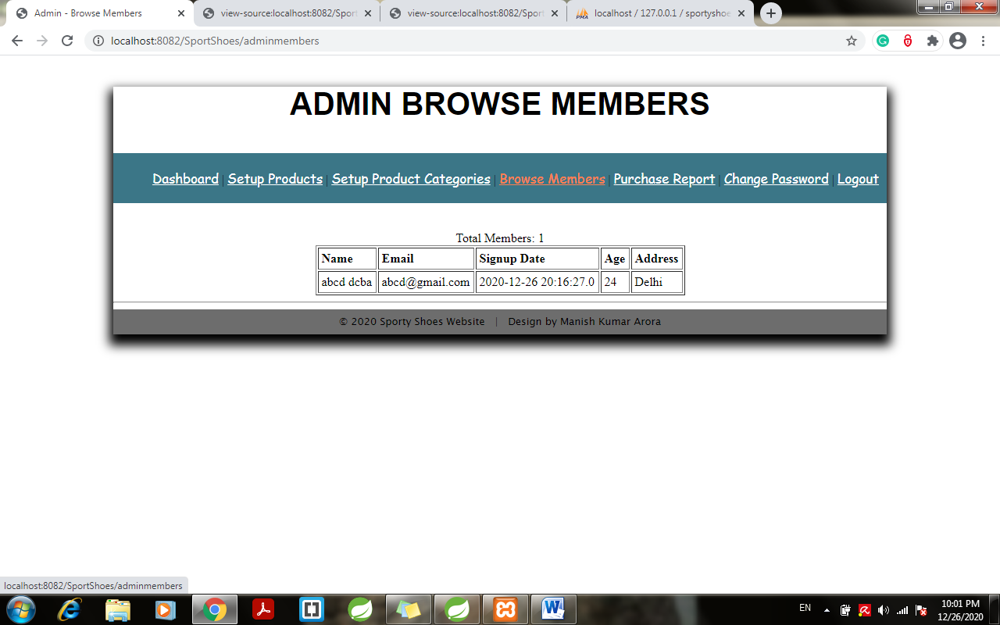 Admin - Browse Members
view-source:localhost:8082/Sport
view-source:localhost:8082/Sport
localhost / 127.0.0.1 / sportysho
localhost:8082/SportShoes/adminmembers
ADMIN BROWSE MEMBERS
Dashboard | Setup Products | Setup Product Categories | Browse Members | Purchase Report | Change Password | Logout
Total Members: 1
Name Email Signup Date Age Address
abcd dcba abcd@gmail.com 2020-12-26 20:16:27.0 24 Delhi
© 2020 Sporty Shoes Website | Design by Manish Kumar Arora
localhost:8082/SportShoes/adminmembers
EN
10:01 PM
12/26/2020